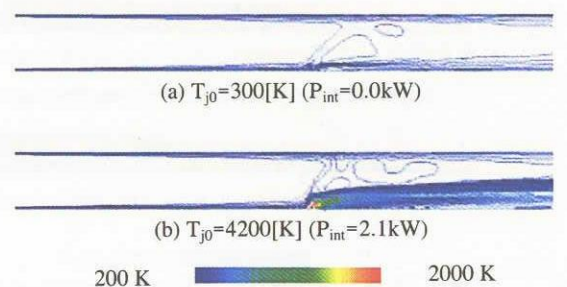 (a) T_j0=300[K] (P_int=0.0kW)
(b) T_j0=4200[K] (P_int=2.1kW)
200 K 2000 K